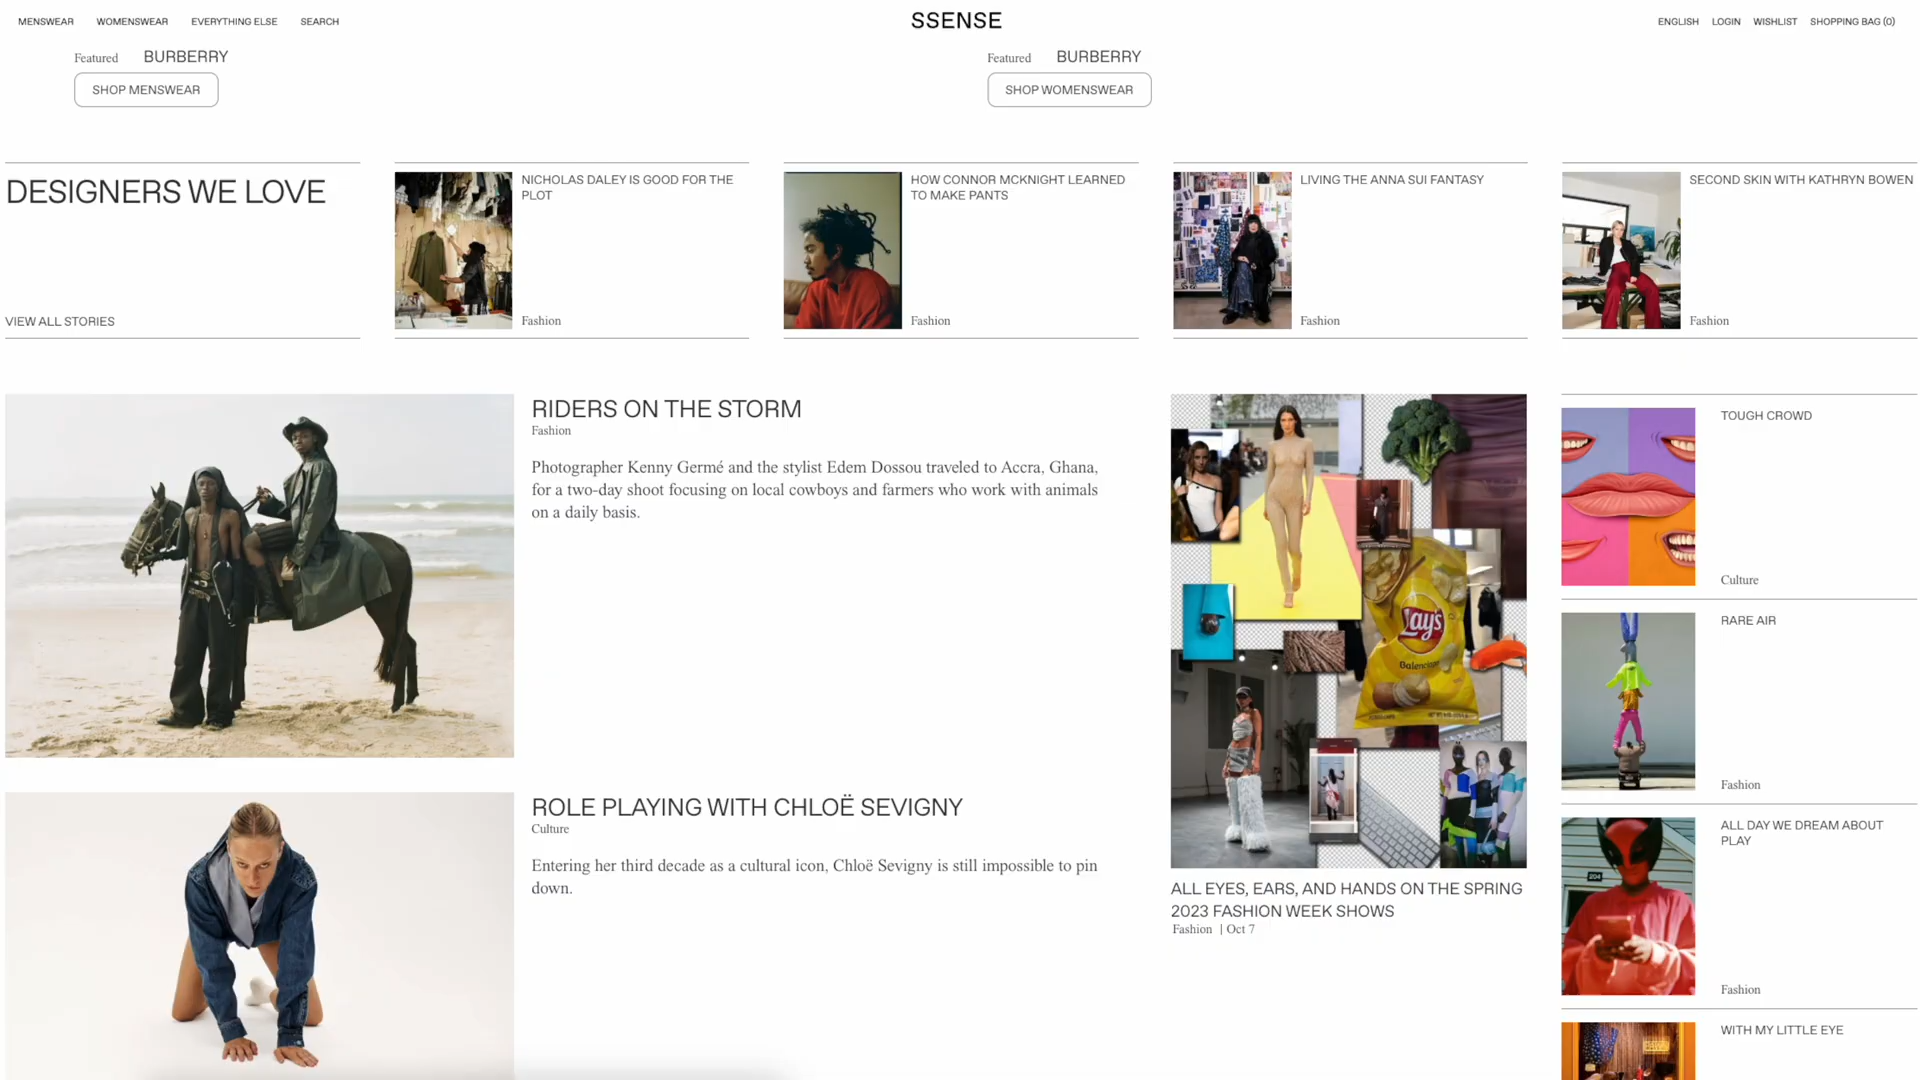 MENSWEAR
WOMENSWEAR
EVERYTHING ELSE
SEARCH
SSENSE
ENGLISH
LOGIN
WISHLIST
SHOPPING BAG (0)
Featured
BURBERRY
SHOP MENSWEAR
Featured
BURBERRY
SHOP WOMENSWEAR
DESIGNERS WE LOVE
VIEW ALL STORIES
NICHOLAS DALEY IS GOOD FOR THE
PLOT
Fashion
HOW CONNOR MCKNIGHT LEARNED
TO MAKE PANTS
Fashion
LIVING THE ANNA SUI FANTASY
Fashion
SECOND SKIN WITH KATHRYN BOWEN
Fashion
RIDERS ON THE STORM
Fashion
Photographer Kenny Germé and the stylist Edem Dossou traveled to Accra, Ghana,
for a two-day shoot focusing on local cowboys and farmers who work with animals
on a daily basis.
ROLE PLAYING WITH CHLOË SEVIGNY
Culture
Entering her third decade as a cultural icon, Chloë Sevigny is still impossible to pin
down.
Lay's
ALL EYES, EARS, AND HANDS ON THE SPRING
2023 FASHION WEEK SHOWS
Fashion | Oct 7
TOUGH CROWD
Culture
RARE AIR
Fashion
ALL DAY WE DREAM ABOUT
PLAY
204
Fashion
WITH MY LITTLE EYE